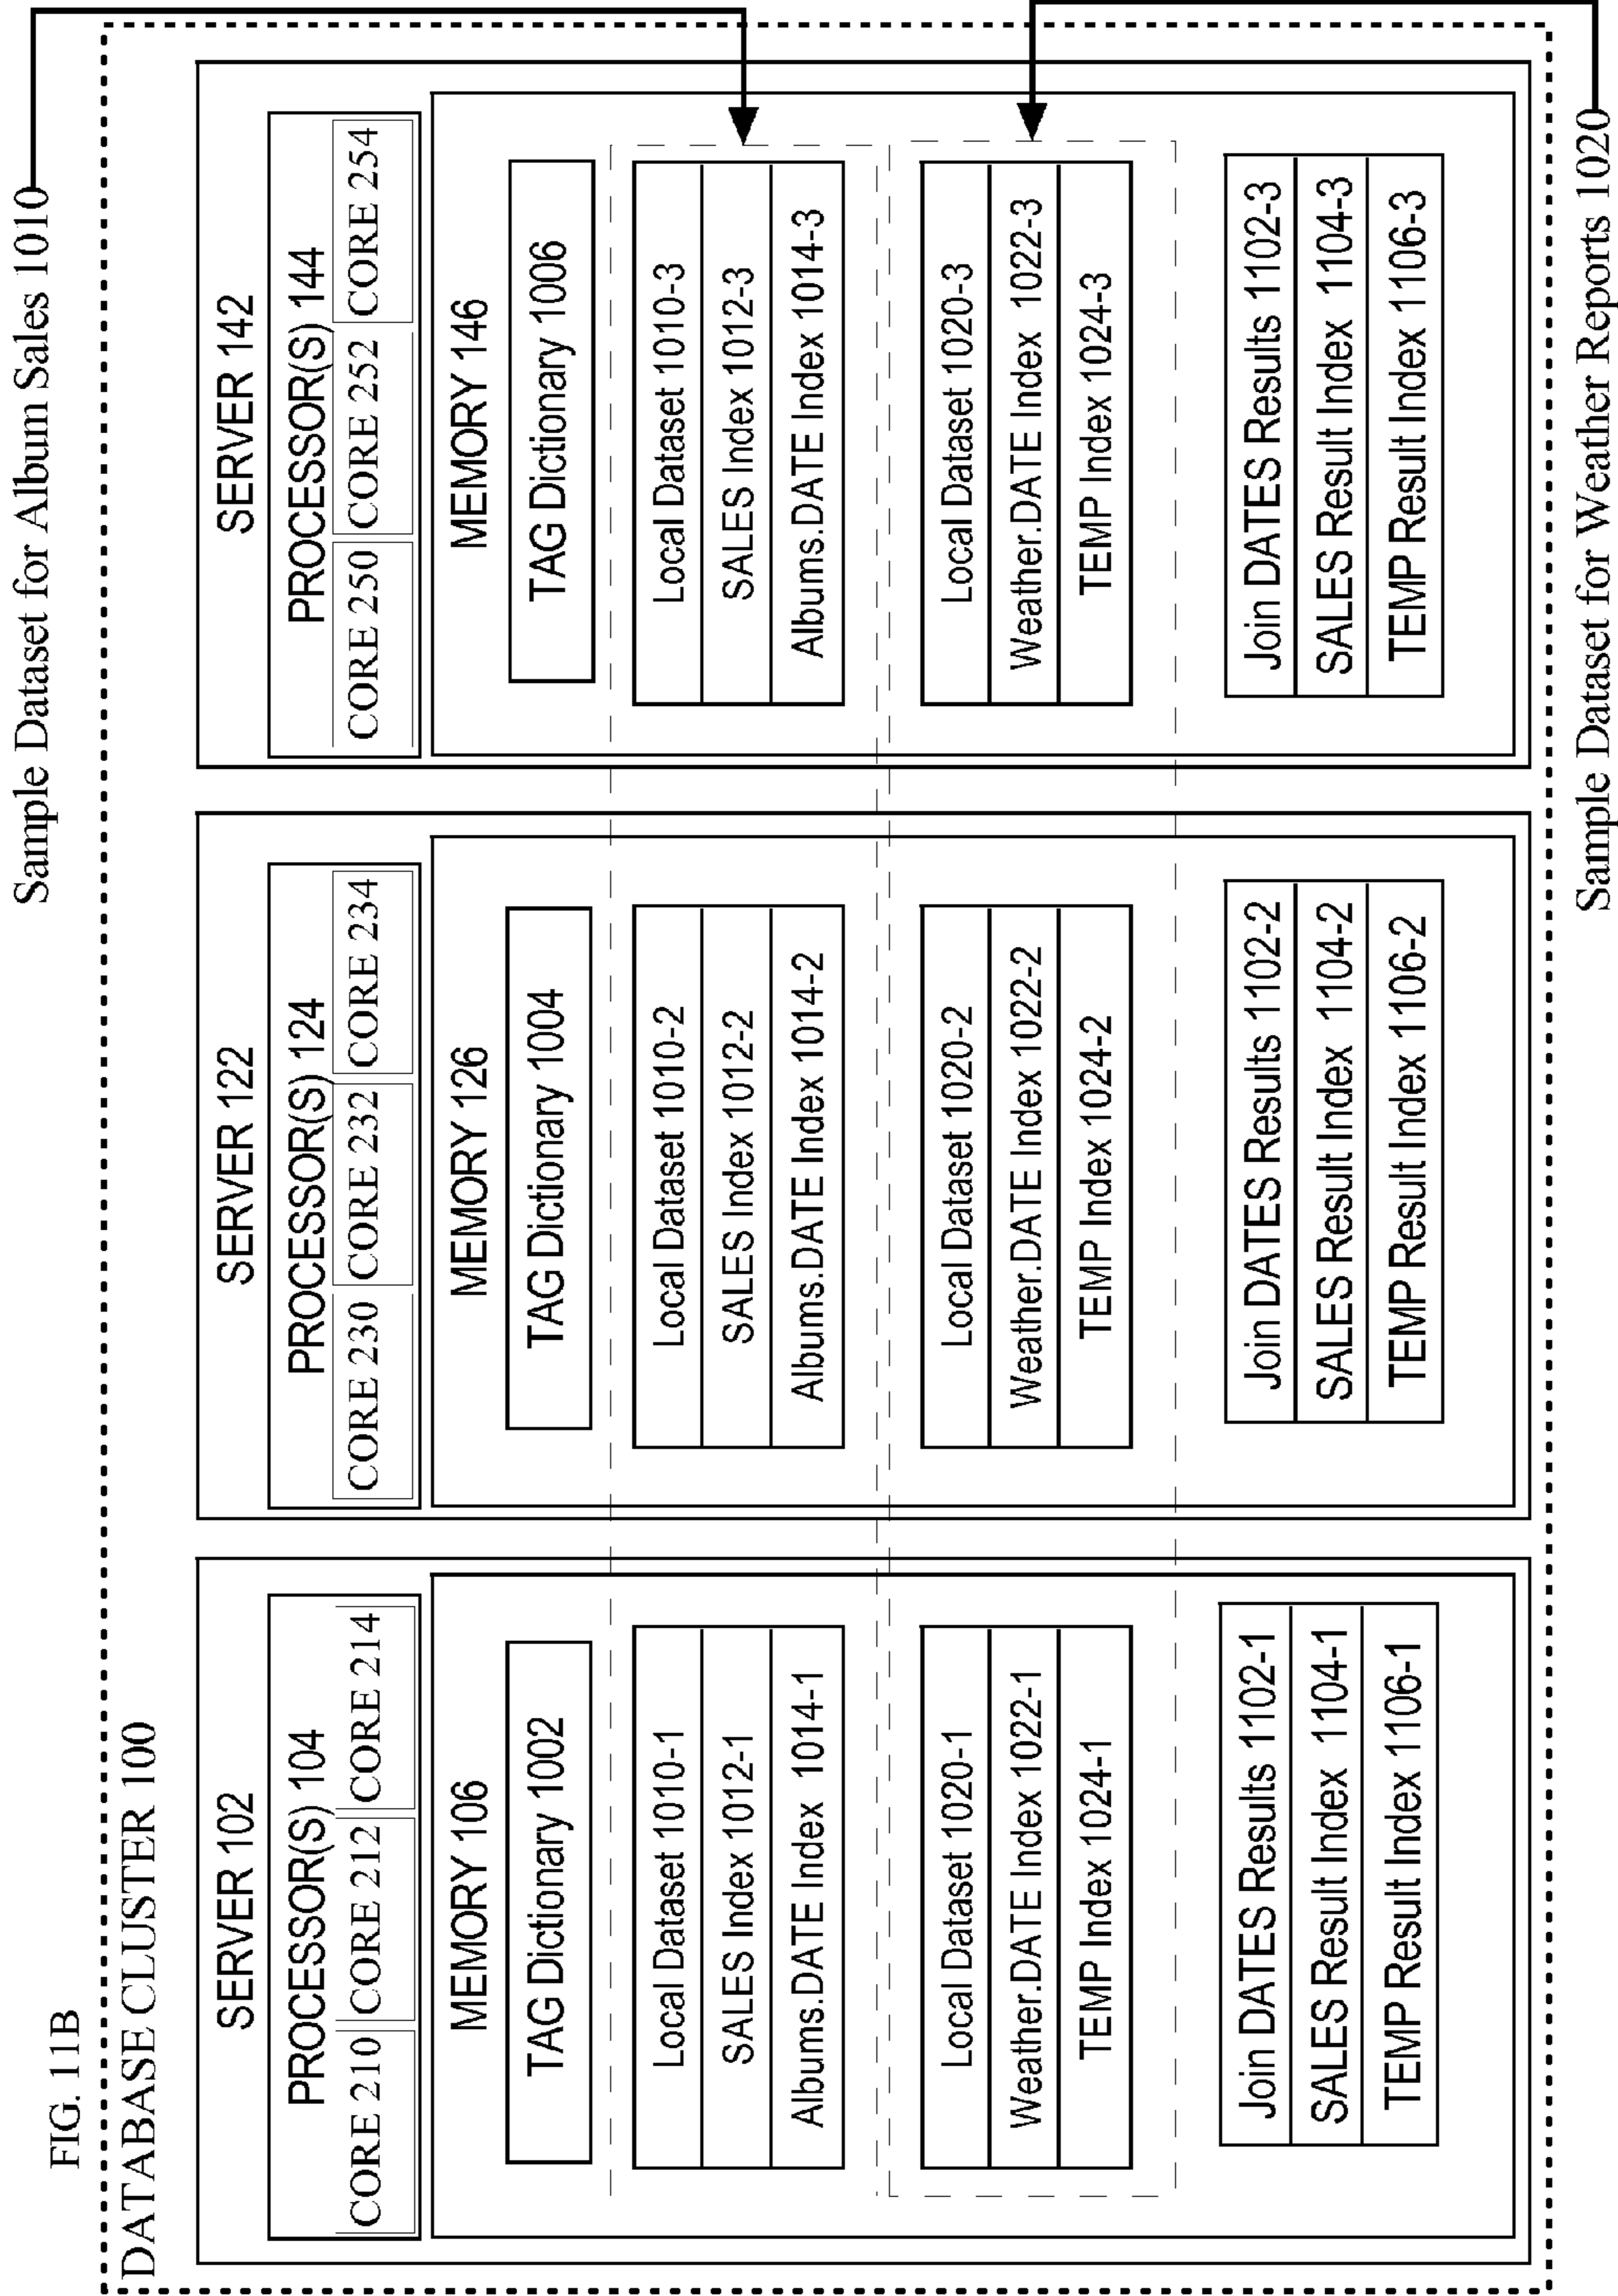 FIG. 11B
Sample Dataset for Album Sales 1010
DATABASE CLUSTER 100
SERVER 102
PROCESSOR(S) 104
CORE 210
CORE 212
CORE 214
MEMORY 106
TAG Dictionary 1002
Local Dataset 1010-1
SALES Index 1012-1
Albums.DATE Index 1014-1
Local Dataset 1020-1
Weather.DATE Index 1022-1
TEMP Index 1024-1
Join DATES Results 1102-1
SALES Result Index 1104-1
TEMP Result Index 1106-1
SERVER 122
PROCESSOR(S) 124
CORE 230
CORE 232
CORE 234
MEMORY 126
TAG Dictionary 1004
Local Dataset 1010-2
SALES Index 1012-2
Albums.DATE Index 1014-2
Local Dataset 1020-2
Weather.DATE Index 1022-2
TEMP Index 1024-2
Join DATES Results 1102-2
SALES Result Index 1104-2
TEMP Result Index 1106-2
SERVER 142
PROCESSOR(S) 144
CORE 250
CORE 252
CORE 254
MEMORY 146
TAG Dictionary 1006
Local Dataset 1010-3
SALES Index 1012-3
Albums.DATE Index 1014-3
Local Dataset 1020-3
Weather.DATE Index 1022-3
TEMP Index 1024-3
Join DATES Results 1102-3
SALES Result Index 1104-3
TEMP Result Index 1106-3
Sample Dataset for Weather Reports 1020